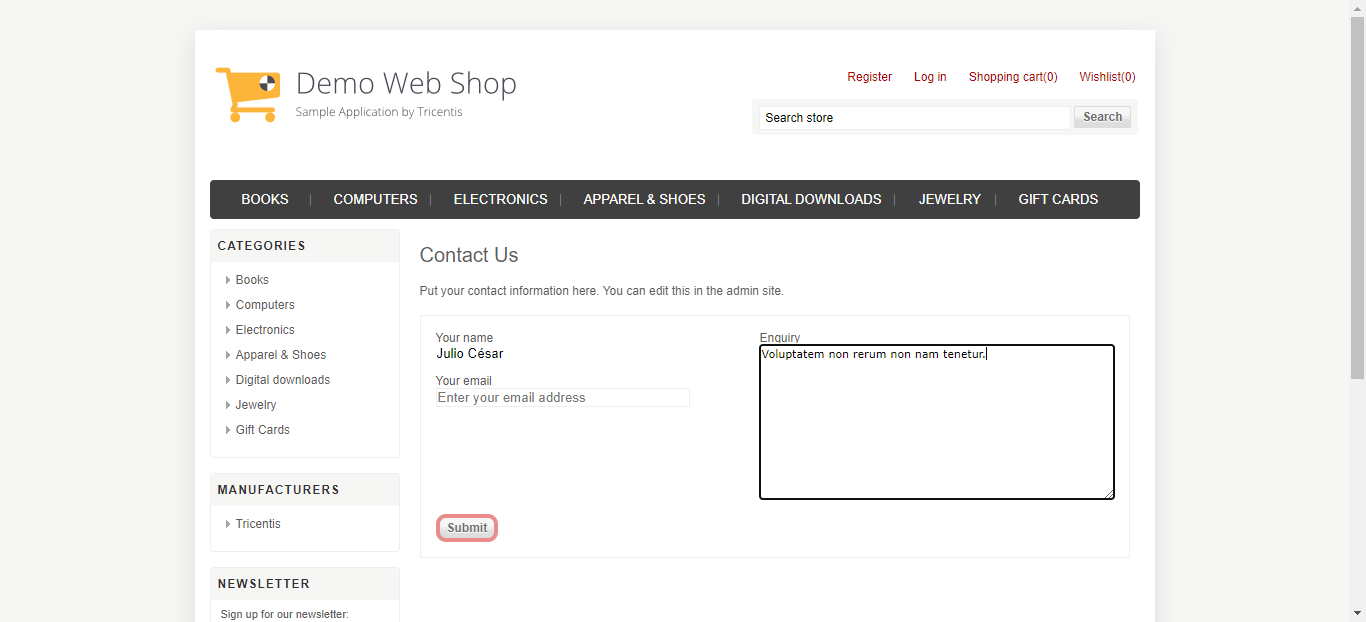 Demo Web Shop
Sample Application by Tricentis
Register Log in Shopping cart(0) Wishlist(0)
Search store Search
BOOKS COMPUTERS ELECTRONICS APPAREL & SHOES DIGITAL DOWNLOADS JEWELRY GIFT CARDS
CATEGORIES
Books
Computers
Electronics
Apparel & Shoes
Digital downloads
Jewelry
Gift Cards
MANUFACTURERS
Tricentis
NEWSLETTER
Sign up for our newsletter:
Contact Us
Put your contact information here. You can edit this in the admin site.
Your name
Julio César
Your email
Enter your email address
Enquiry
Voluptatem non rerum non nam tenetur.
Submit